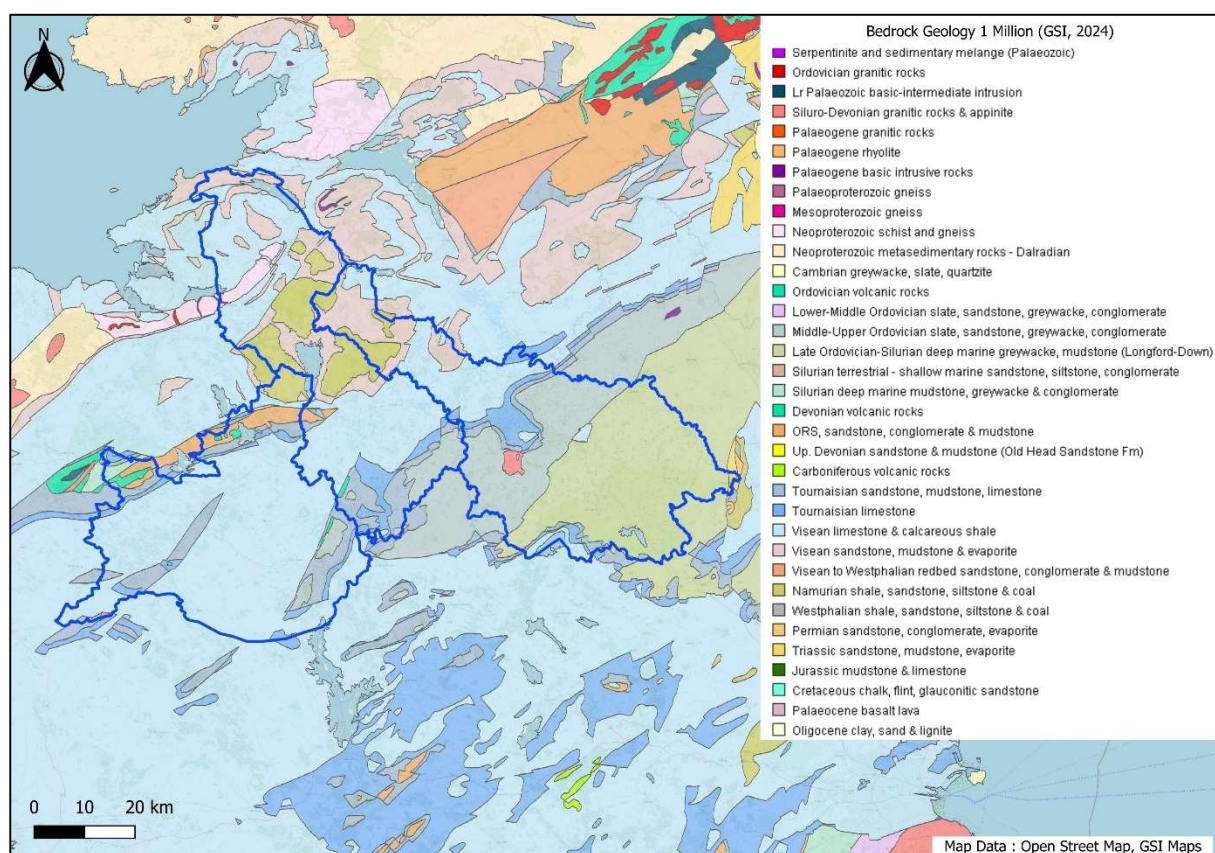 N
Bedrock Geology 1 Million (GSI, 2024)
Serpentinite and sedimentary melange (Palaeozoic)
Ordovician granitic rocks
Lr Palaeozoic basic-intermediate intrusion
Siluro-Devonian granitic rocks & appinite
Palaeogene granitic rocks
Palaeogene rhyolite
Palaeogene basic intrusive rocks
Palaeoproterozoic gneiss
Mesoproterozoic gneiss
Neoproterozoic schist and gneiss
Neoproterozoic metasedimentary rocks - Dalradian
Cambrian greywacke, slate, quartzite
Ordovician volcanic rocks
Lower-Middle Ordovician slate, sandstone, greywacke, conglomerate
Middle-Upper Ordovician slate, sandstone, greywacke, conglomerate
Late Ordovician-Silurian deep marine greywacke, mudstone (Longford-Down)
Silurian terrestrial - shallow marine sandstone, siltstone, conglomerate
Silurian deep marine mudstone, greywacke & conglomerate
Devonian volcanic rocks
ORS, sandstone, conglomerate & mudstone
Up. Devonian sandstone & mudstone (Old Head Sandstone Fm)
Carboniferous volcanic rocks
Tournaisian sandstone, mudstone, limestone
Tournaisian limestone
Visean limestone & calcareous shale
Visean sandstone, mudstone & evaporite
Visean to Westphalian redbed sandstone, conglomerate & mudstone
Namurian shale, sandstone, siltstone & coal
Westphalian shale, sandstone, siltstone & coal
Permian sandstone, conglomerate, evaporite
Triassic sandstone, mudstone, evaporite
Jurassic mudstone & limestone
Cretaceous chalk, flint, glauconitic sandstone
Palaeocene basalt lava
Oligocene clay, sand & lignite
0 10 20 km
Map Data : Open Street Map, GSI Maps